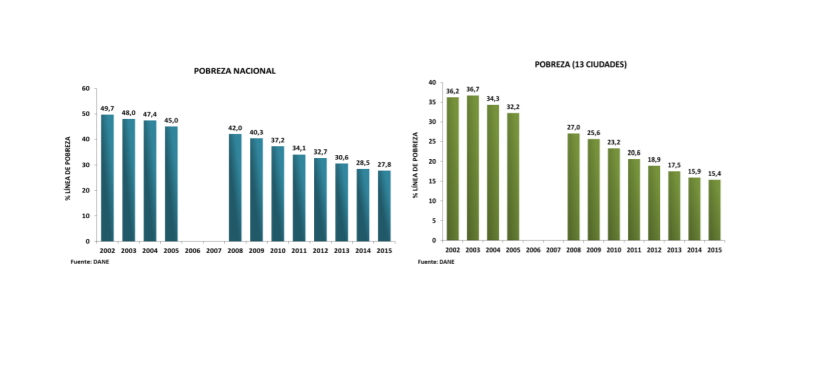 POBREZA NACIONAL
60
50
40
30
20
10
0
% LÍNEA DE POBREZA
49,7 48,0 47,4 45,0 42,0 40,3 37,2 34,1 32,7 30,6 28,5 27,8
2002 2003 2004 2005 2006 2007 2008 2009 2010 2011 2012 2013 2014 2015
Fuente: DANE
POBREZA (13 CIUDADES)
40
35
30
25
20
15
10
5
0
% LÍNEA DE POBREZA
36,2 36,7 34,3 32,2 27,0 25,6 23,2 20,6 18,9 17,5 15,9 15,4
2002 2003 2004 2005 2006 2007 2008 2009 2010 2011 2012 2013 2014 2015
Fuente: DANE